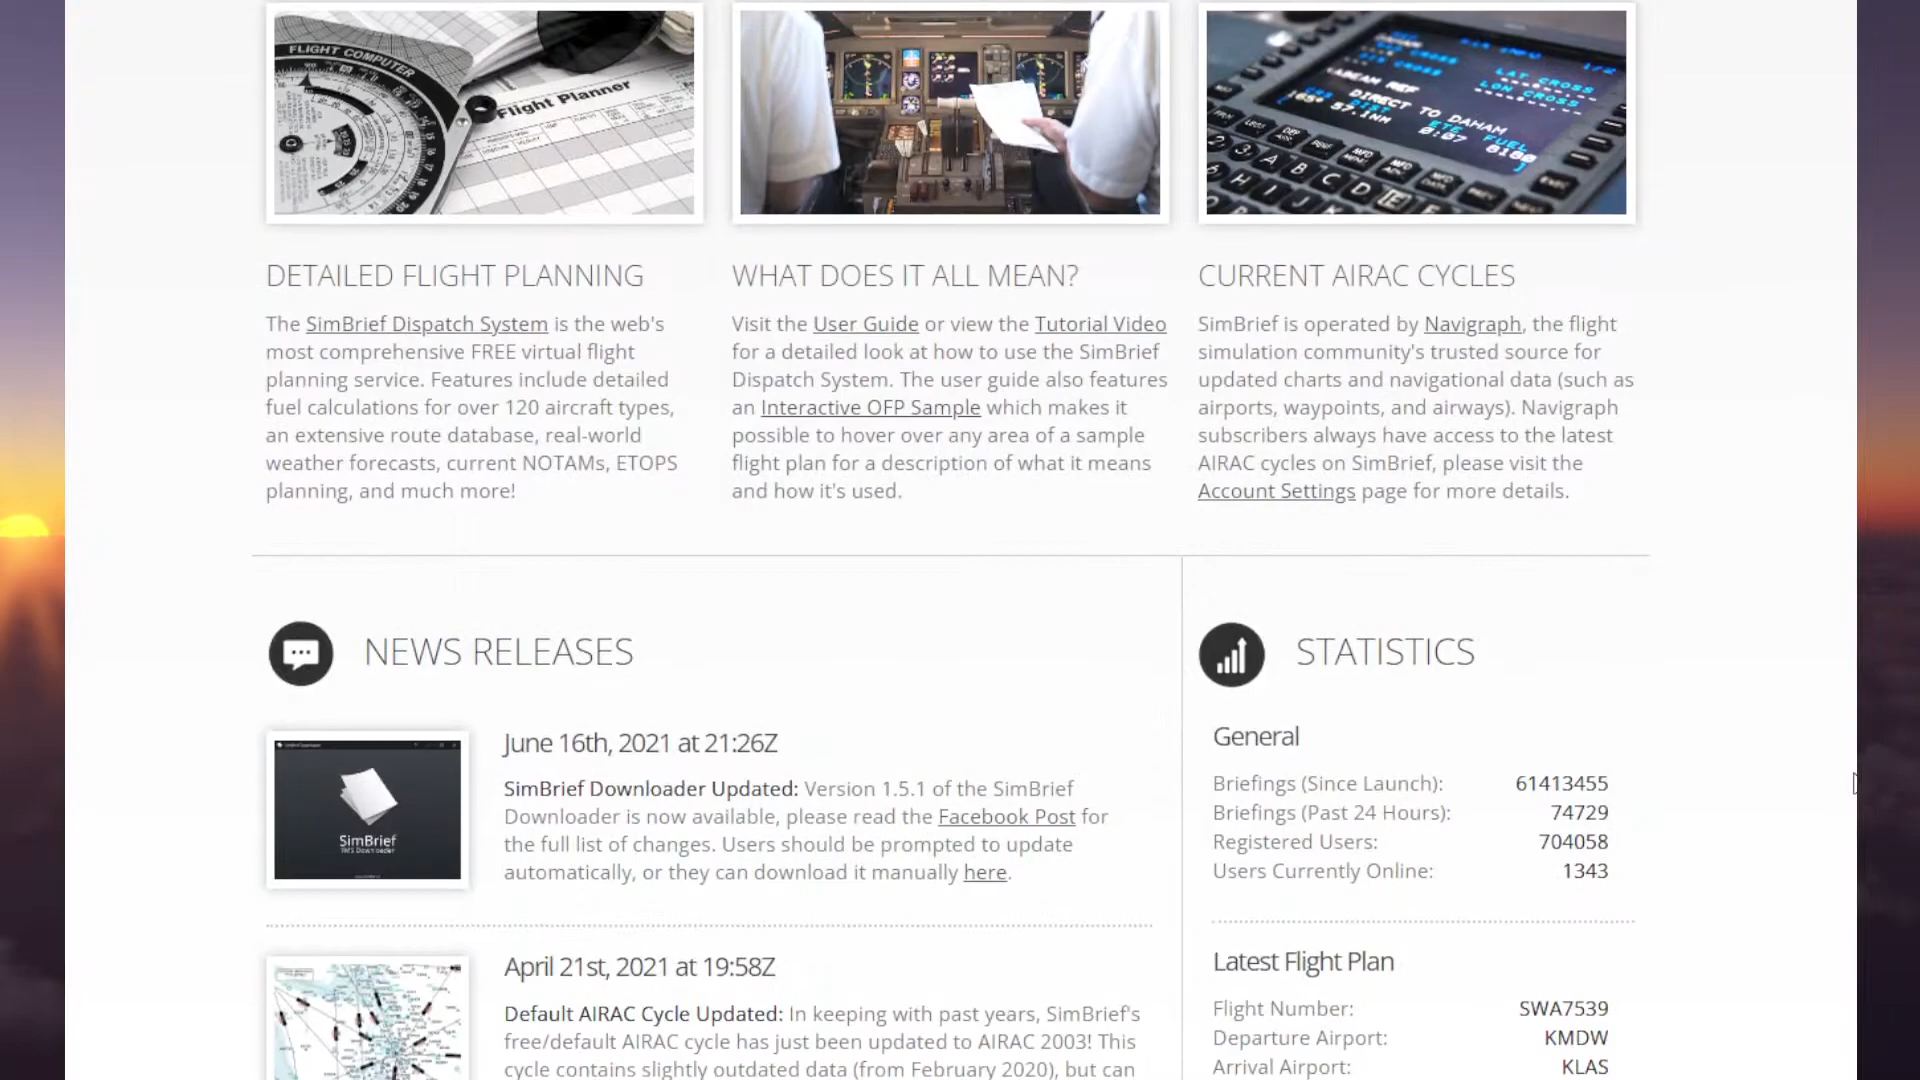 FLIGHT COMPUTER
Flight Planner
LAT CROSS
LON CROSS
ABEAM REF
DIRECT TO DAHAM
57.1NM
ETE FUEL
0:07
DETAILED FLIGHT PLANNING
The SimBrief Dispatch System is the web's
most comprehensive FREE virtual flight
planning service. Features include detailed
fuel calculations for over 120 aircraft types,
an extensive route database, real-world
weather forecasts, current NOTAMs, ETOPS
planning, and much more!
WHAT DOES IT ALL MEAN?
Visit the User Guide or view the Tutorial Video
for a detailed look at how to use the SimBrief
Dispatch System. The user guide also features
an Interactive OFP Sample which makes it
possible to hover over any area of a sample
flight plan for a description of what it means
and how it's used.
CURRENT AIRAC CYCLES
SimBrief is operated by Navigraph, the flight
simulation community's trusted source for
updated charts and navigational data (such as
airports, waypoints, and airways). Navigraph
subscribers always have access to the latest
AIRAC cycles on SimBrief, please visit the
Account Settings page for more details.
NEWS RELEASES
SimBrief
June 16th, 2021 at 21:26Z
SimBrief Downloader Updated: Version 1.5.1 of the SimBrief
Downloader is now available, please read the Facebook Post for
the full list of changes. Users should be prompted to update
automatically, or they can download it manually here.
April 21st, 2021 at 19:58Z
Default AIRAC Cycle Updated: In keeping with past years, SimBrief's
free/default AIRAC cycle has just been updated to AIRAC 2003! This
cycle contains slightly outdated data (from February 2020), but can
STATISTICS
General
Briefings (Since Launch): 61413455
Briefings (Past 24 Hours): 74729
Registered Users: 704058
Users Currently Online: 1343
Latest Flight Plan
Flight Number: SWA7539
Departure Airport: KMDW
Arrival Airport: KLAS